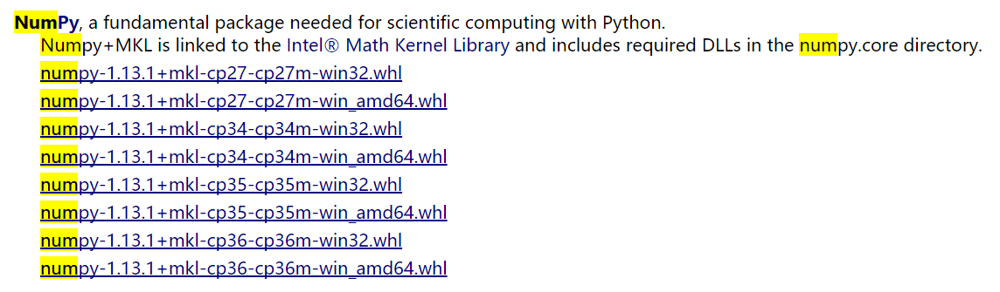 NumPy, a fundamental package needed for scientific computing with Python.
Numpy+MKL is linked to the Intel® Math Kernel Library and includes required DLLs in the numpy.core directory.
numpy-1.13.1+mkl-cp27-cp27m-win32.whl
numpy-1.13.1+mkl-cp27-cp27m-win_amd64.whl
numpy-1.13.1+mkl-cp34-cp34m-win32.whl
numpy-1.13.1+mkl-cp34-cp34m-win_amd64.whl
numpy-1.13.1+mkl-cp35-cp35m-win32.whl
numpy-1.13.1+mkl-cp35-cp35m-win_amd64.whl
numpy-1.13.1+mkl-cp36-cp36m-win32.whl
numpy-1.13.1+mkl-cp36-cp36m-win_amd64.whl